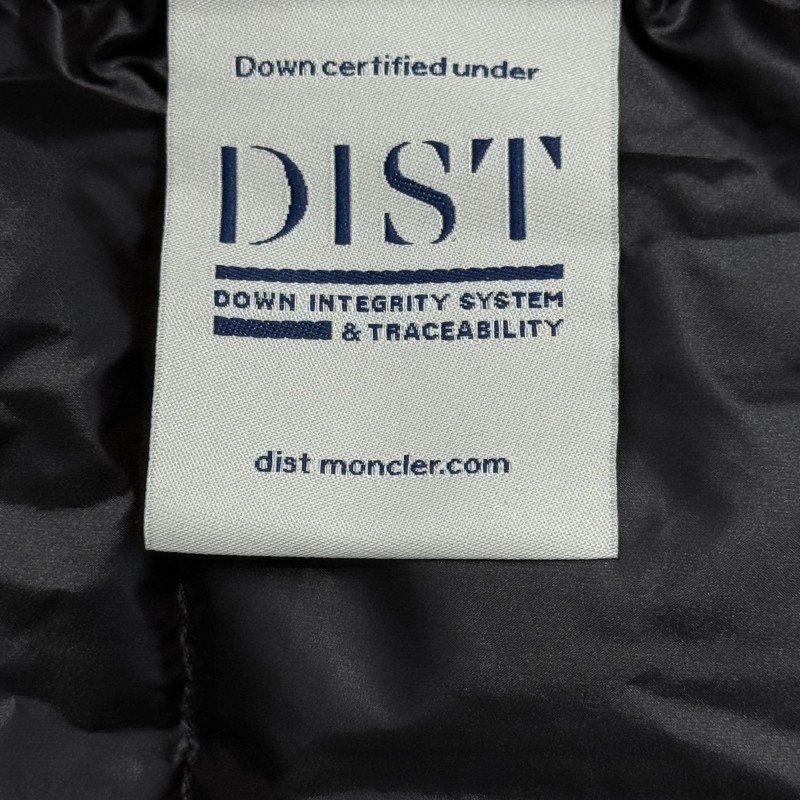 Down certified under
DIST
DOWN INTEGRITY SYSTEM
& TRACEABILITY
dist moncler.com